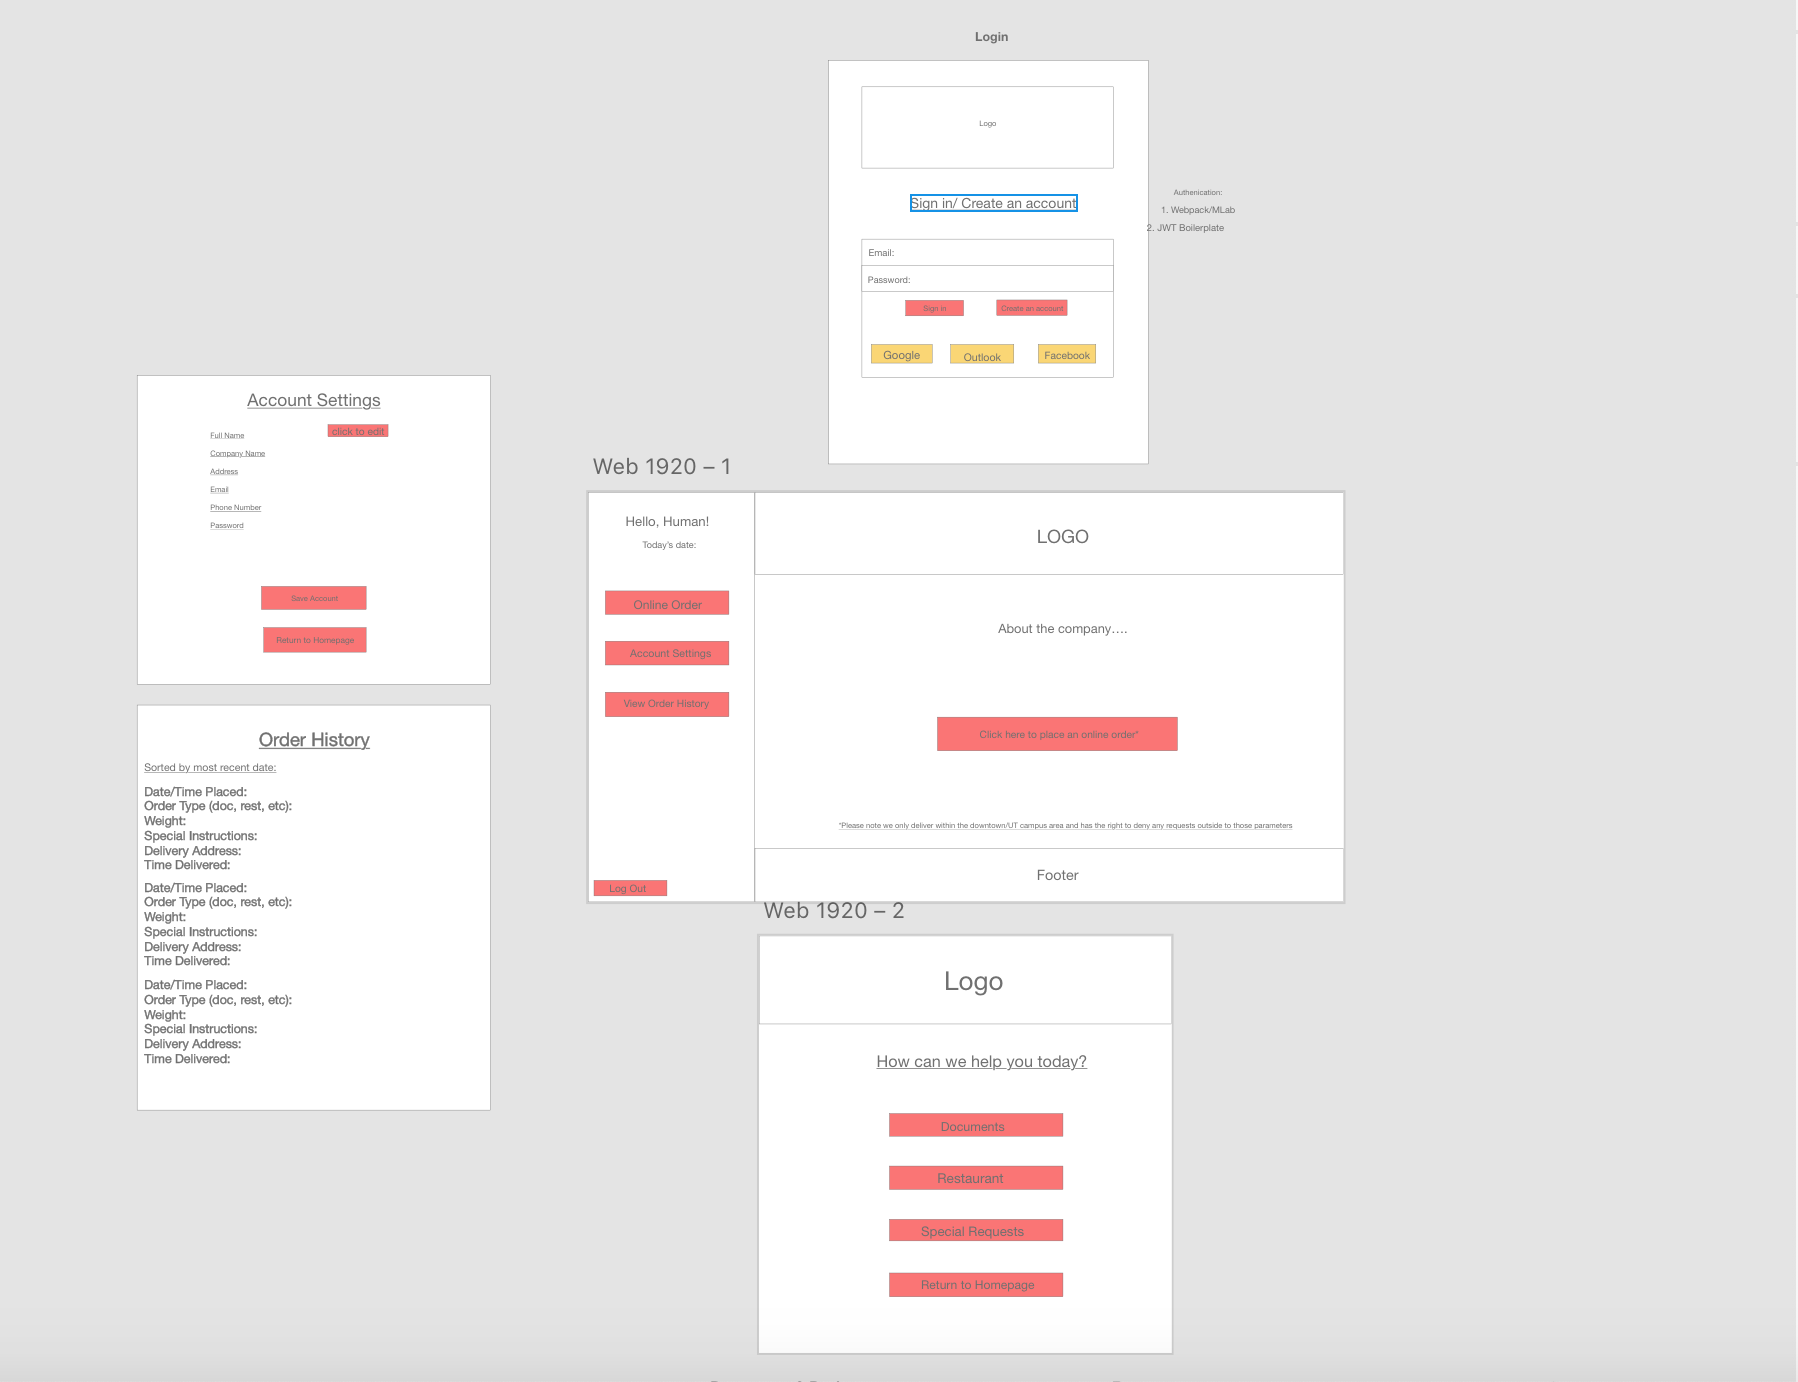 Login
Logo
Sign in/ Create an account
Authenication:
1. Webpack/MLab
2. JWT Boilerplate
Email:
Password:
Sign in
Create an account
Google
Outlook
Facebook
Account Settings
click to edit
Full Name
Company Name
Address
Email
Phone Number
Password
Save Account
Return to Homepage
Order History
Sorted by most recent date:
Date/Time Placed:
Order Type (doc, rest, etc):
Weight:
Special Instructions:
Delivery Address:
Time Delivered:
Date/Time Placed:
Order Type (doc, rest, etc):
Weight:
Special Instructions:
Delivery Address:
Time Delivered:
Date/Time Placed:
Order Type (doc, rest, etc):
Weight:
Special Instructions:
Delivery Address:
Time Delivered:
Web 1920 – 1
Hello, Human!
Today's date:
Online Order
Account Settings
View Order History
Log Out
LOGO
About the company....
Click here to place an online order*
*Please note we only deliver within the downtown/UT campus area and has the right to deny any requests outside to those parameters
Footer
Web 1920 – 2
Logo
How can we help you today?
Documents
Restaurant
Special Requests
Return to Homepage